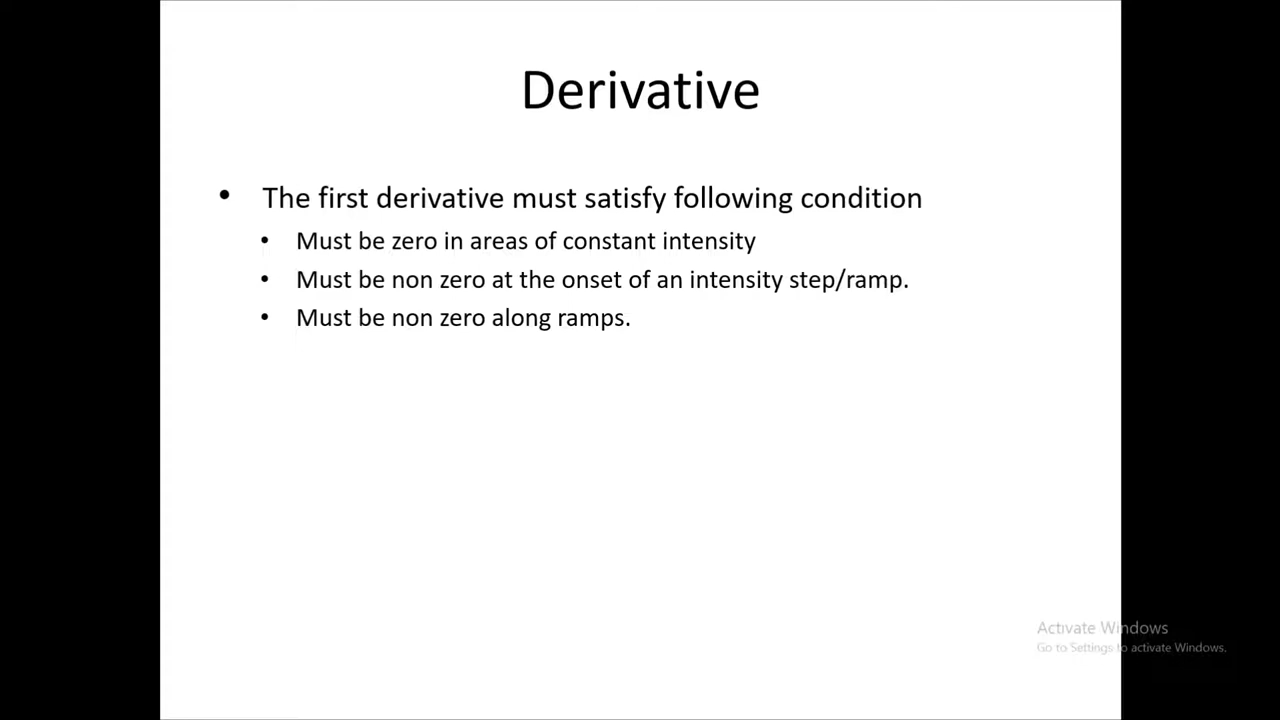 Derivative
• The first derivative must satisfy following condition
• Must be zero in areas of constant intensity
• Must be non zero at the onset of an intensity step/ramp.
• Must be non zero along ramps.
Activate Windows
Go to Settings to activate Windows.